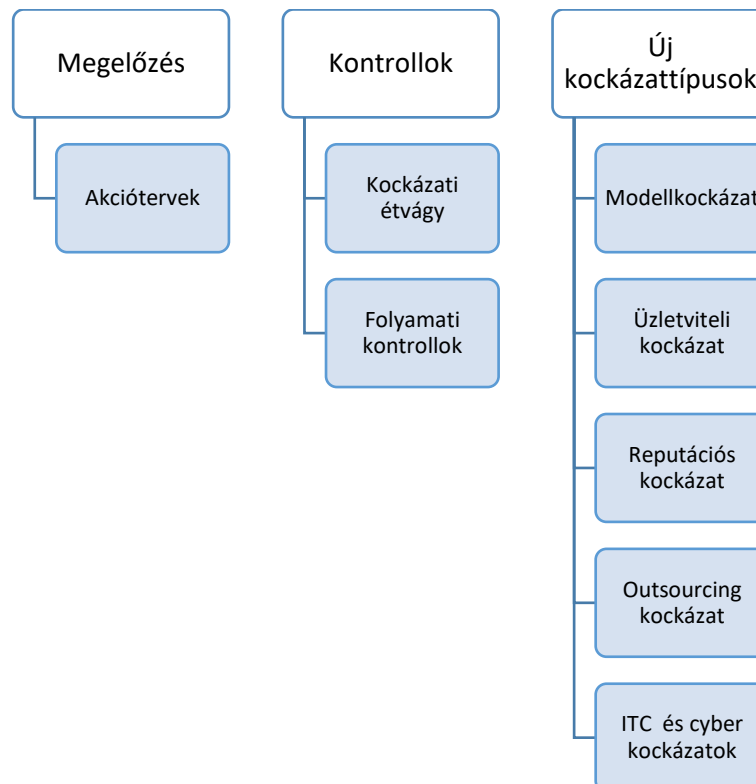 Megelőzés
Akciótervek
Kontrollok
Kockázati
étvágy
Folyamati
kontrollok
Új
kockázattípusok
Modellkockázat
Üzletviteli
kockázat
Reputációs
kockázat
Outsourcing
kockázat
ITC és cyber
kockázatok